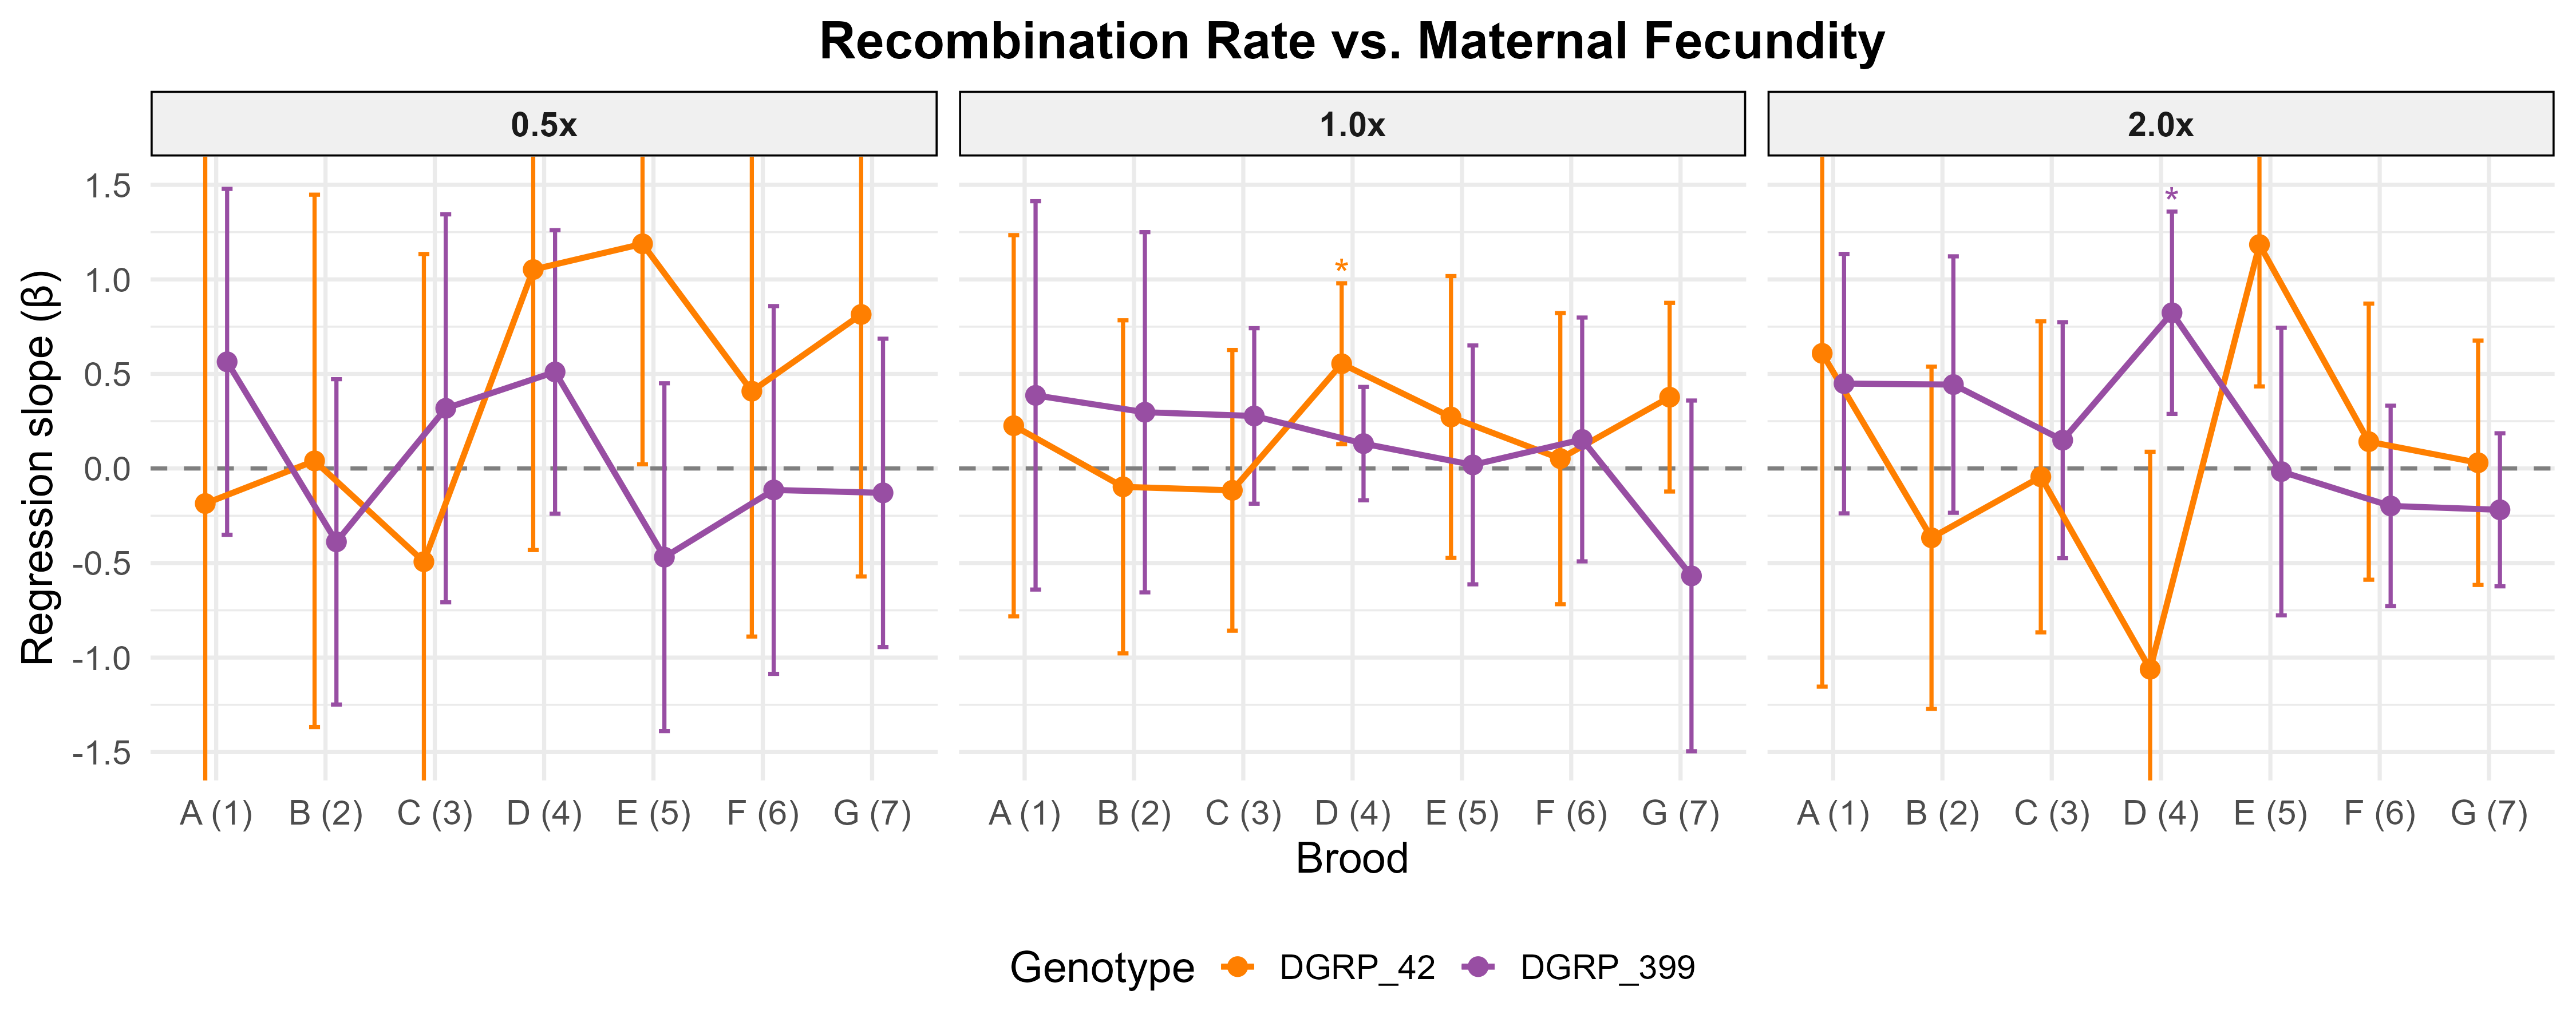 Recombination Rate vs. Maternal Fecundity
0.5x 1.0x 2.0x
Regression slope (β)
1.5
1.0
0.5
0.0
-0.5
-1.0
-1.5
*
*
A (1) B (2) C (3) D (4) E (5) F (6) G (7) A (1) B (2) C (3) D (4) E (5) F (6) G (7) A (1) B (2) C (3) D (4) E (5) F (6) G (7)
Brood
Genotype DGRP_42 DGRP_399